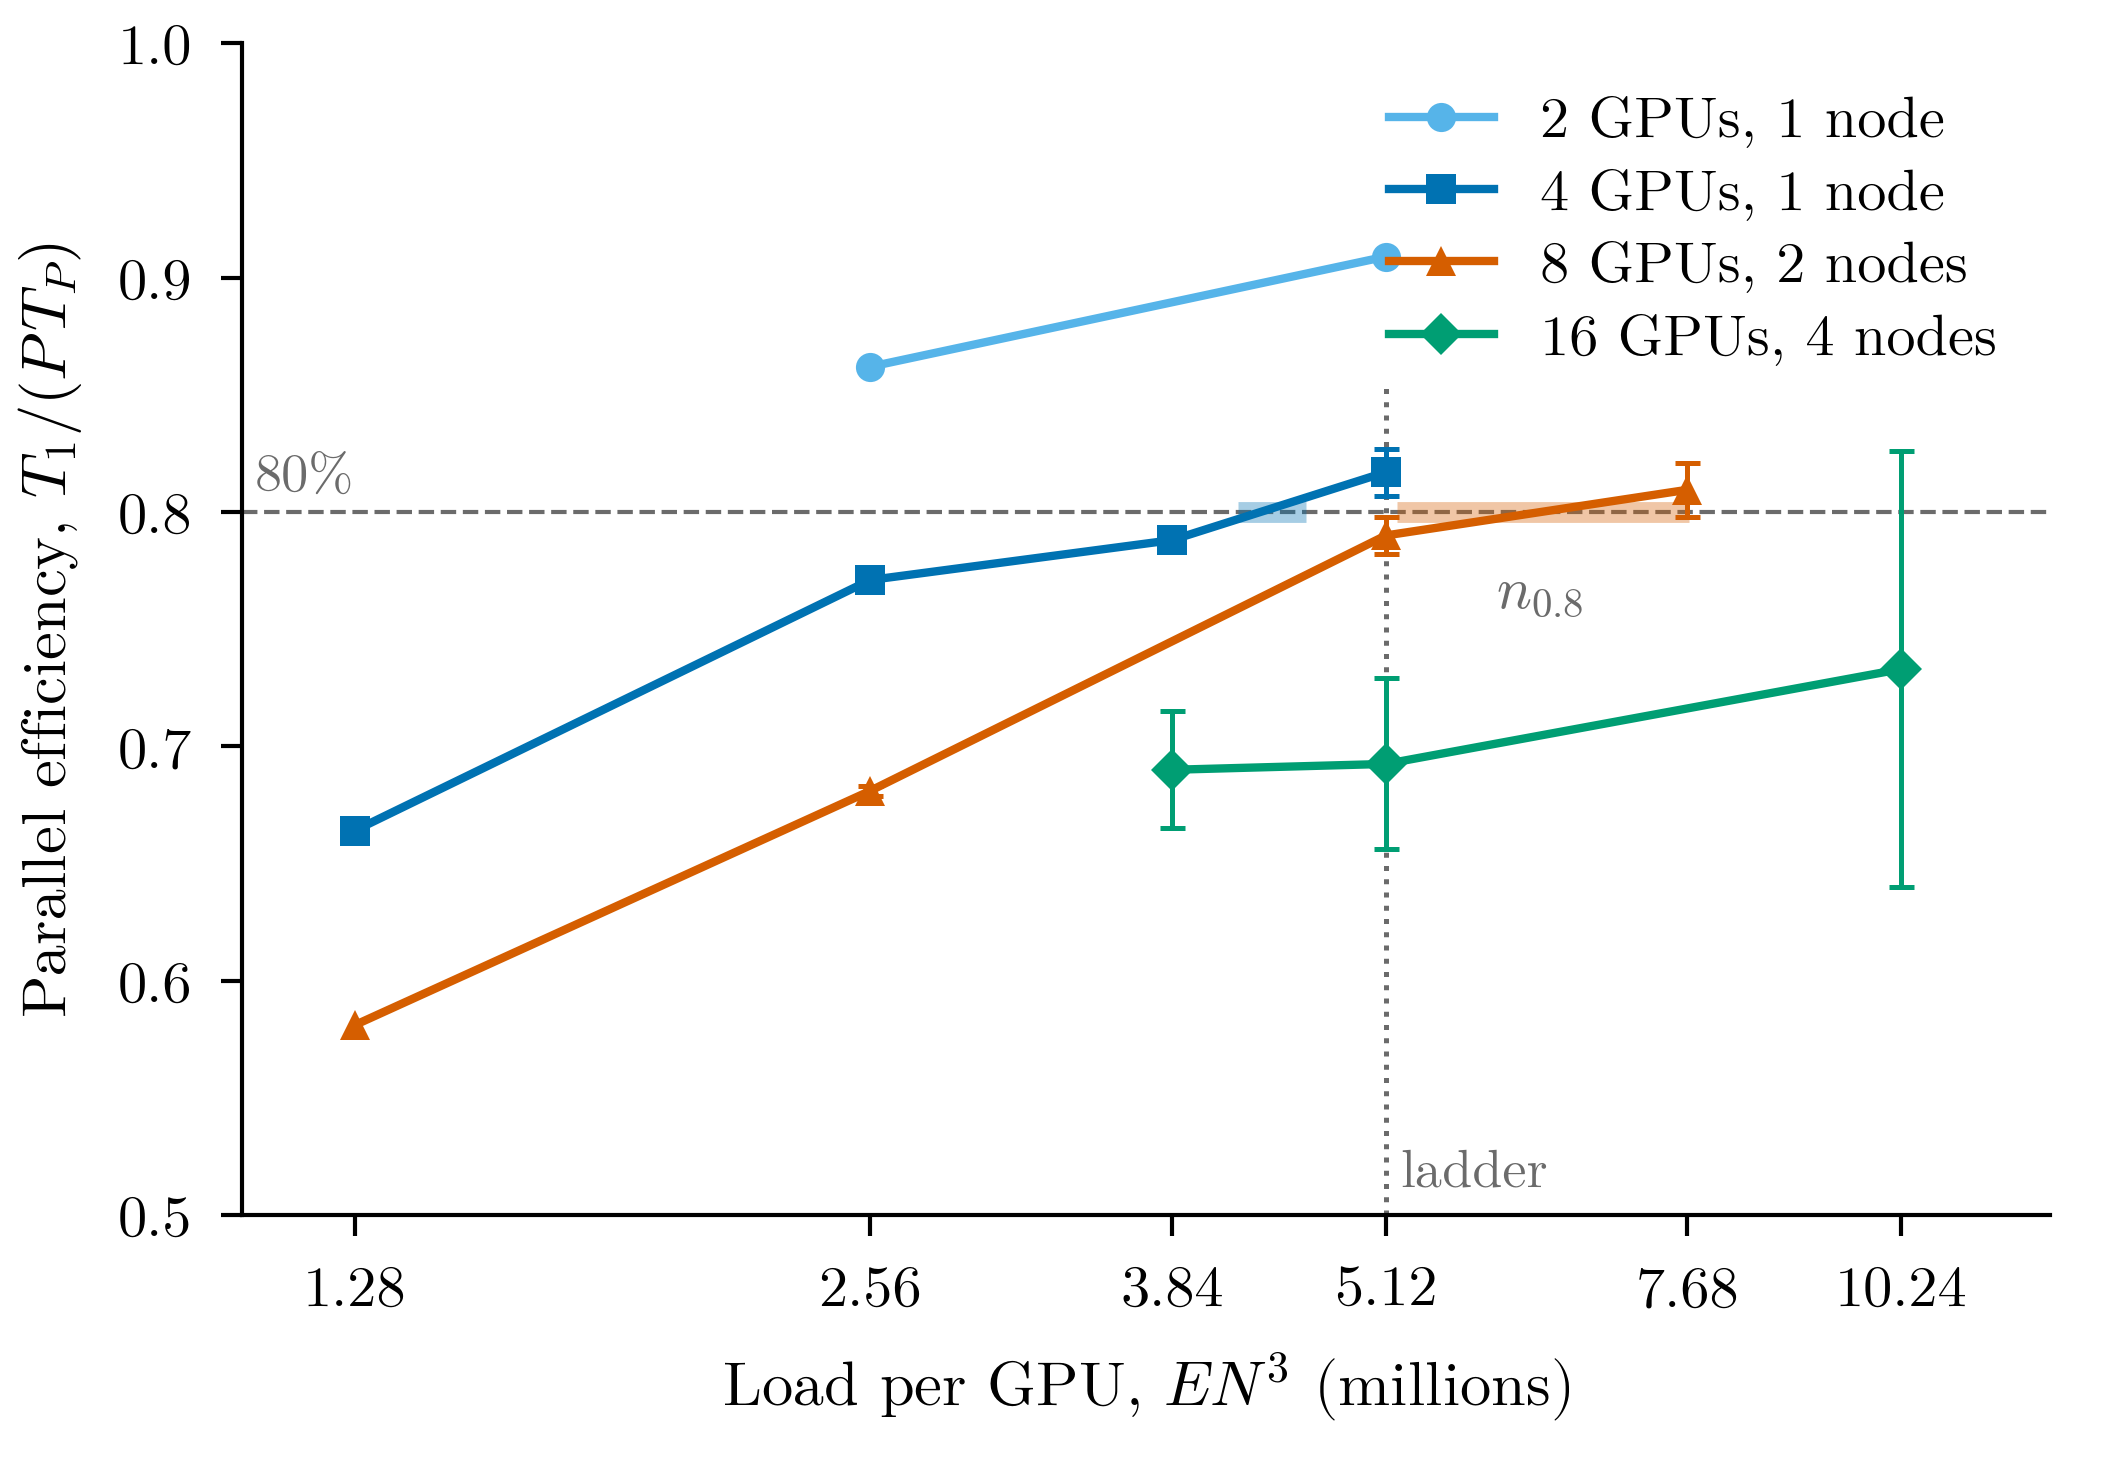 1.0
0.9
0.8
0.7
0.6
0.5
Parallel efficiency, T₁/(PT_P)
2 GPUs, 1 node
4 GPUs, 1 node
8 GPUs, 2 nodes
16 GPUs, 4 nodes
80%
n₀.₈
ladder
1.28 2.56 3.84 5.12 7.68 10.24
Load per GPU, EN³ (millions)